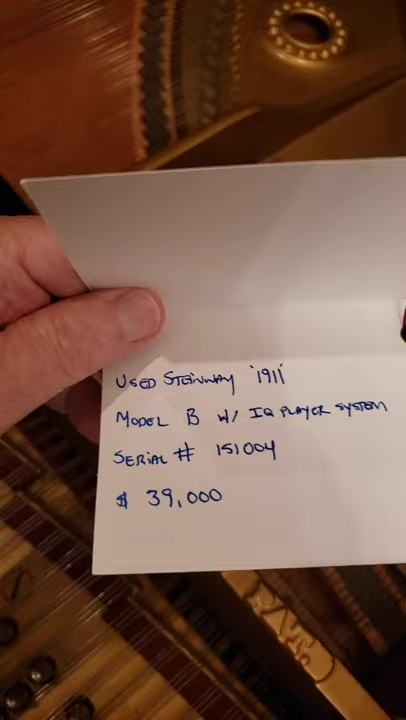 USED STEINWAY '1911'
MODEL B W/ IQ PLAYER SYSTEM
SERIAL # 151004
$ 39,000